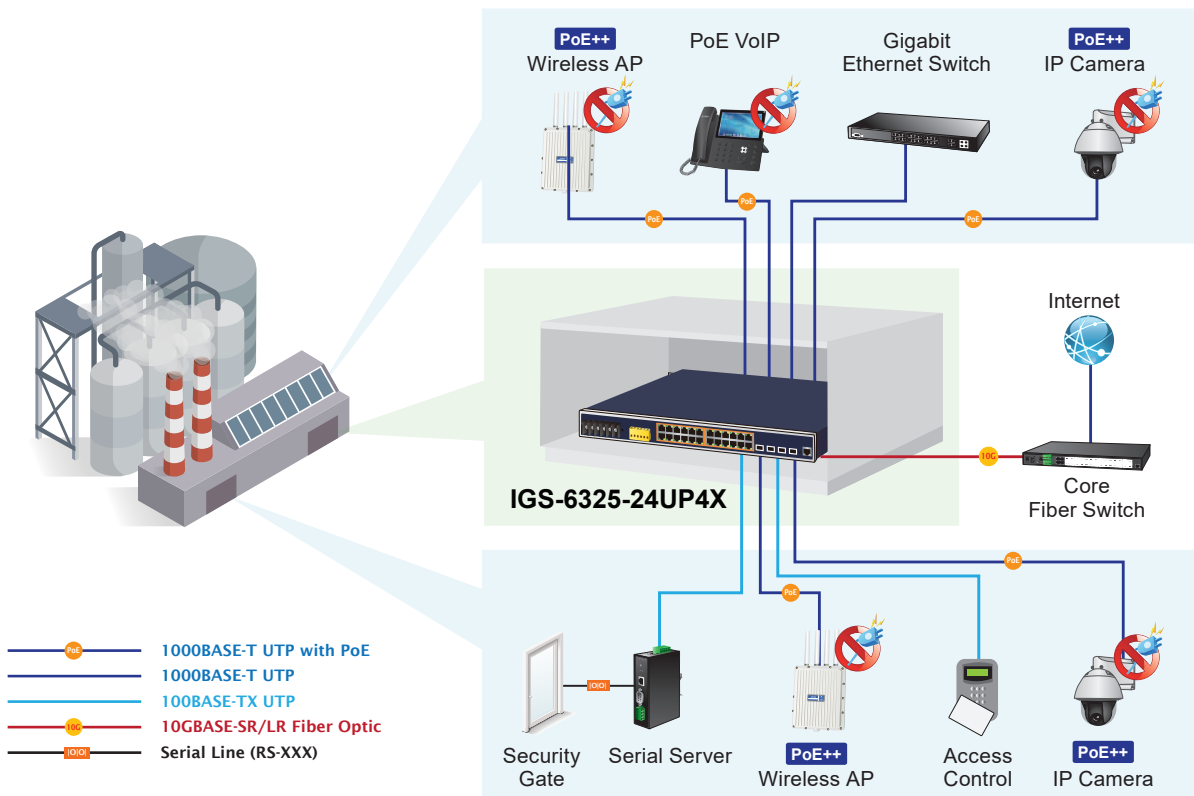 PoE++
Wireless AP
PoE VoIP
Gigabit
Ethernet Switch
PoE++
IP Camera
PoE
PoE
PoE
Internet
10G
Core
Fiber Switch
IGS-6325-24UP4X
PoE
PoE
PoE
1000BASE-T UTP with PoE
1000BASE-T UTP
100BASE-TX UTP
10G
10GBASE-SR/LR Fiber Optic
|O|O|
Serial Line (RS-XXX)
|O|O|
Security
Gate
Serial Server
PoE++
Wireless AP
Access
Control
PoE++
IP Camera